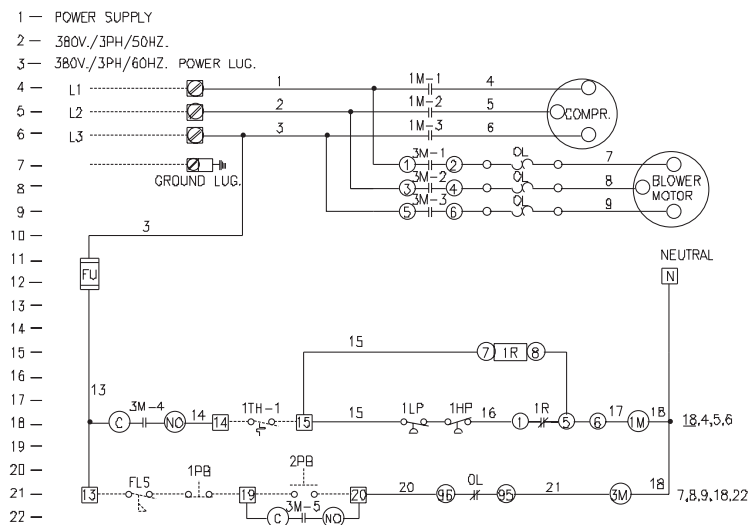 1 — POWER SUPPLY
2 — 380V./3PH/50HZ.
3 — 380V./3PH/60HZ. POWER LUG.
4 — L1 1 1M-1 4
5 — L2 2 1M-2 5 COMPR.
6 — L3 3 1M-3 6
7 — GROUND LUG. 1 3M-1 2 OL 7
8 — 3 3M-2 4 OL 8 BLOWER MOTOR
9 — 5 3M-3 6 OL 9
10 — 3
11 — NEUTRAL
12 — FU N
13 —
14 —
15 — 15 7 1R 8
16 —
17 — 13
18 — C 3M-4 NO 14 14 1TH-1 15 15 1LP 1HP 16 1 1R 5 6 17 1M 18 18,4,5,6
19 —
20 —
21 — 13 FLS 1PB 19 2PB 20 20 96 OL 95 21 3M 18 7,8,9,18,22
22 — C 3M-5 NO